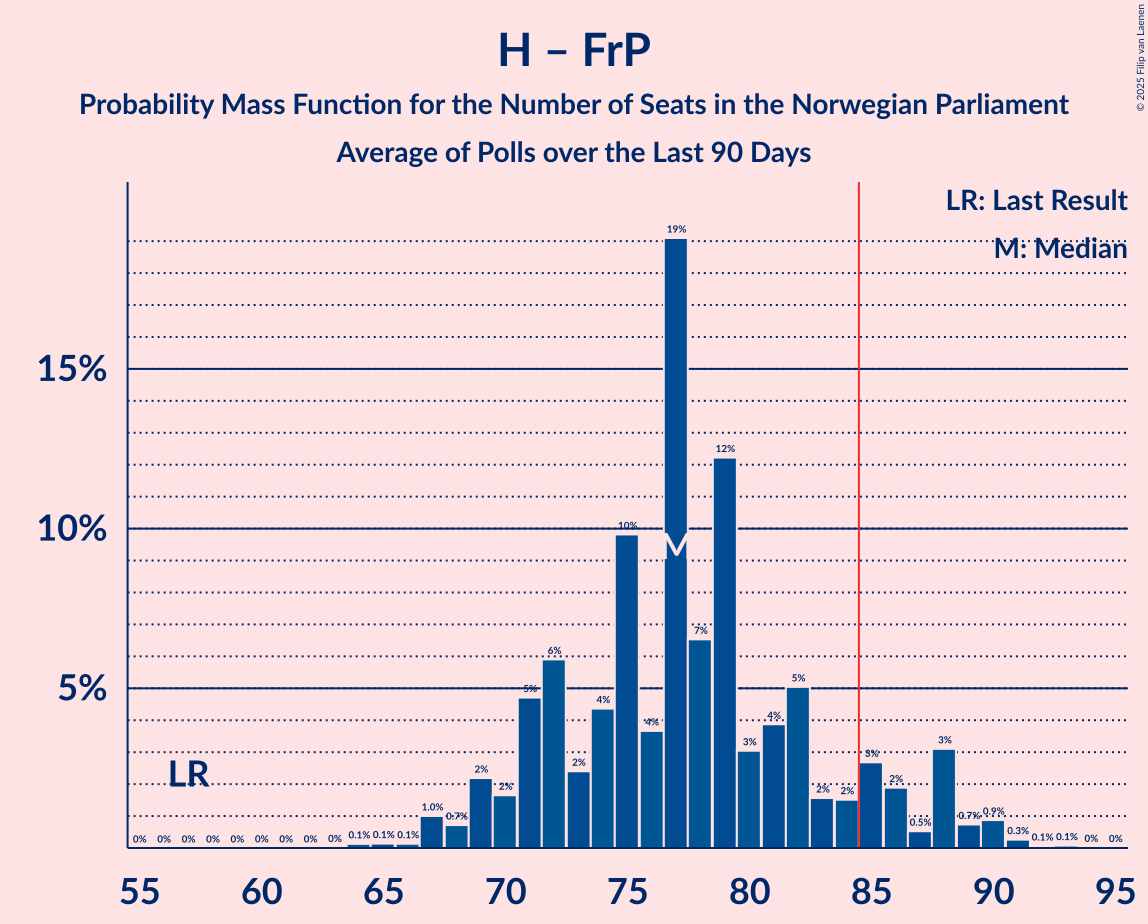 H – FrP
Probability Mass Function for the Number of Seats in the Norwegian Parliament
Average of Polls over the Last 90 Days
© 2025 Filip van Laenen
LR: Last Result
M: Median
19%
15%
12%
10%
10%
M
7%
6%
5%
5%
5%
4%
4%
4%
3%
3%
3%
2%
2%
2%
2%
2%
2%
LR
1.0%
0.7%
0.5%
0.7%
0.9%
0.3%
0% 0% 0% 0% 0% 0% 0% 0% 0% 0.1% 0.1% 0.1%
0.1% 0.1% 0% 0%
55 60 65 70 75 80 85 90 95